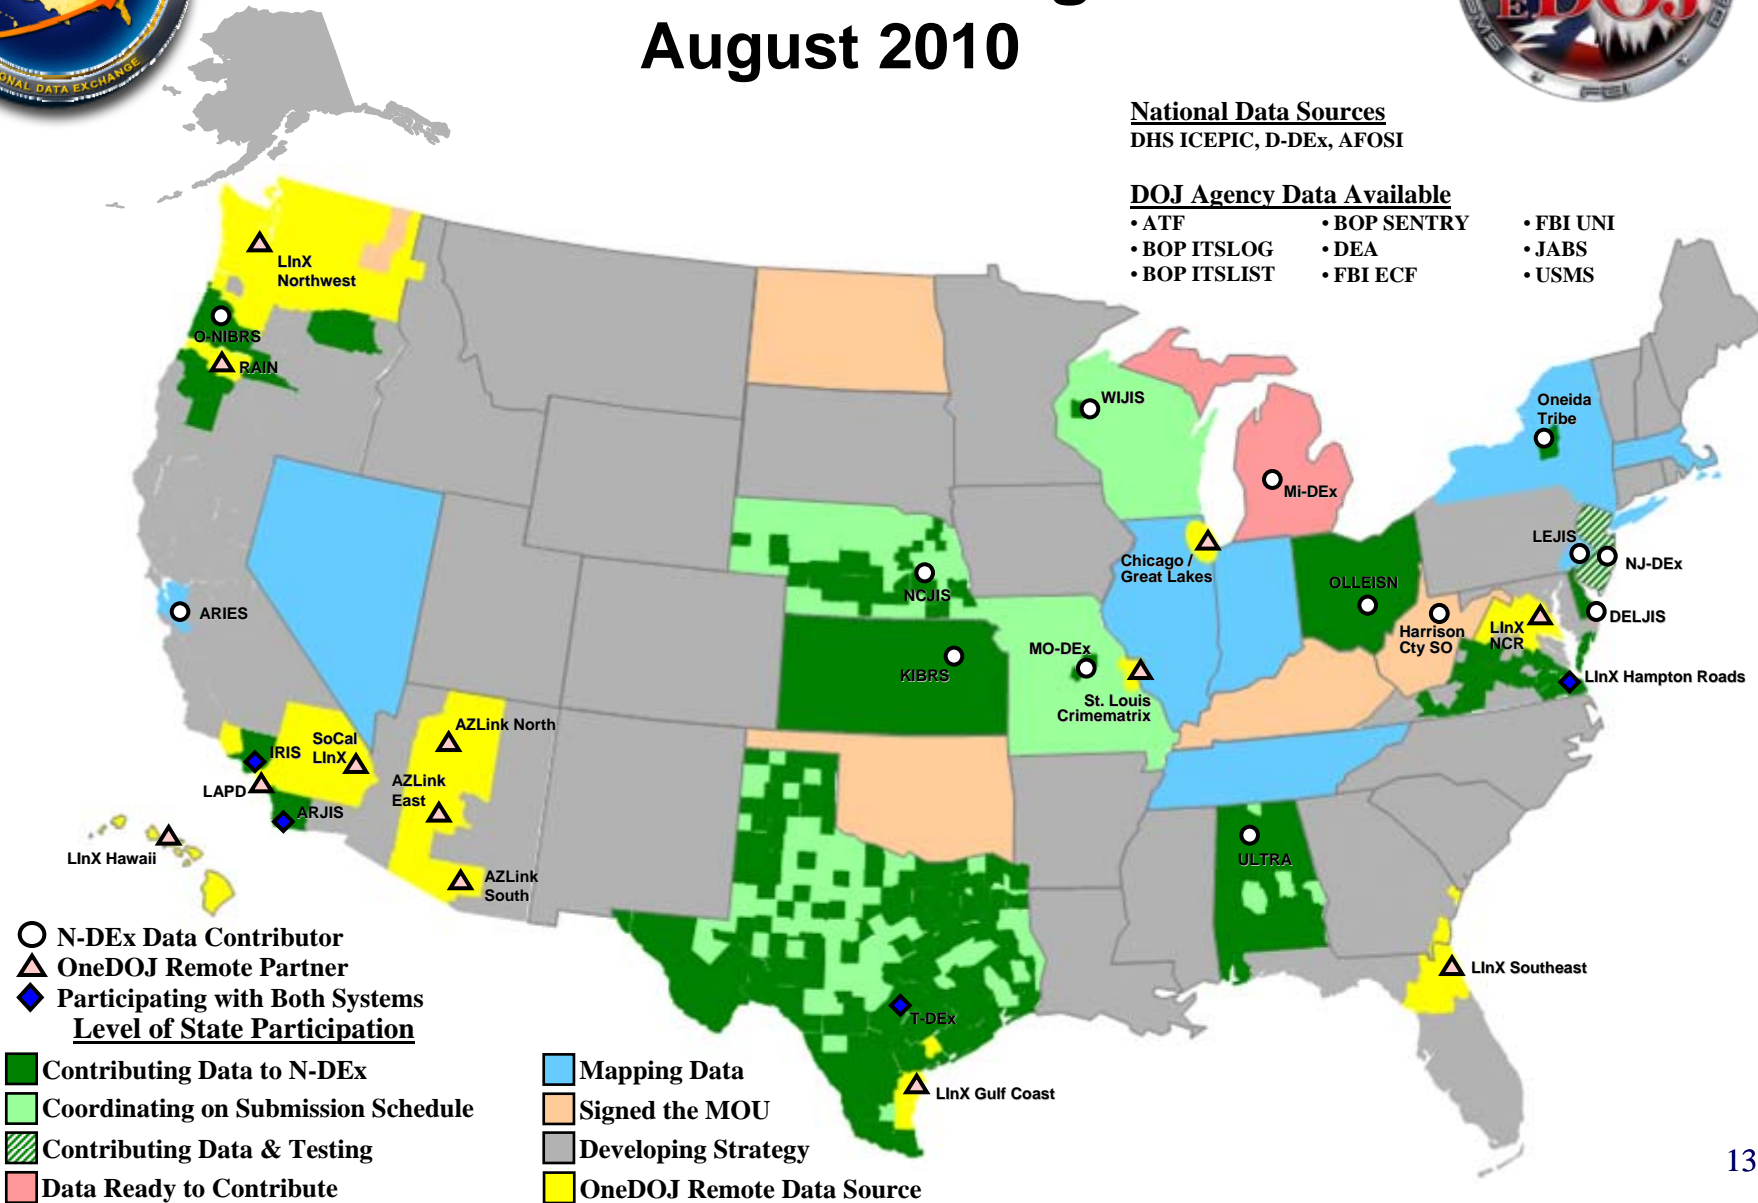 August 2010
NAL DATA EXCHANGE
EDOJ
SMS
FBI
National Data Sources
DHS ICEPIC, D-DEx, AFOSI
DOJ Agency Data Available
• ATF
• BOP SENTRY
• FBI UNI
• BOP ITSLOG
• DEA
• JABS
• BOP ITSLIST
• FBI ECF
• USMS
LInX
Northwest
O-NIBRS
RAIN
WIJIS
Oneida
Tribe
Mi-DEx
LEJIS
NJ-DEx
Chicago /
Great Lakes
OLLEISN
NCJIS
ARIES
DELJIS
Harrison
Cty SO
LInX
NCR
MO-DEx
KIBRS
LInX Hampton Roads
St. Louis
Crimematrix
AZLink North
SoCal
LInX
IRIS
AZLink
East
LAPD
ARJIS
LInX Hawaii
ULTRA
AZLink
South
LInX Southeast
T-DEx
LInX Gulf Coast
N-DEx Data Contributor
OneDOJ Remote Partner
Participating with Both Systems
Level of State Participation
Contributing Data to N-DEx
Coordinating on Submission Schedule
Contributing Data & Testing
Data Ready to Contribute
Mapping Data
Signed the MOU
Developing Strategy
OneDOJ Remote Data Source
13